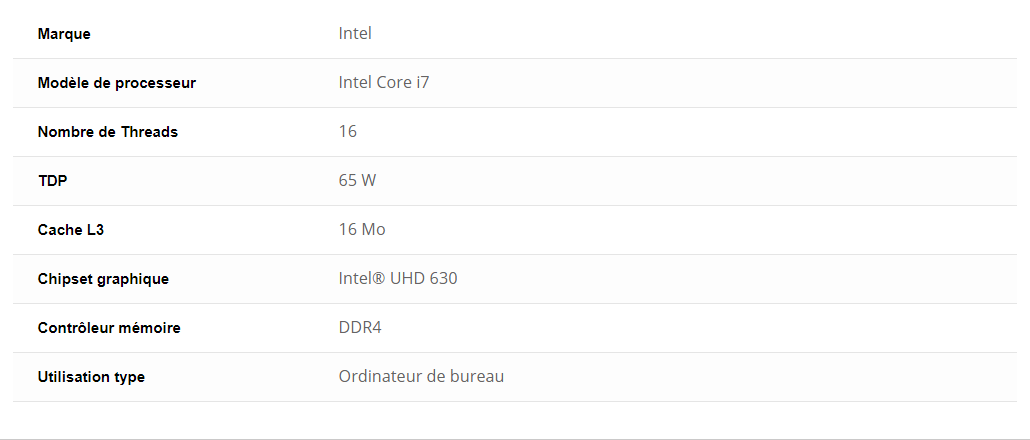 Marque Intel
Modèle de processeur Intel Core i7
Nombre de Threads 16
TDP 65 W
Cache L3 16 Mo
Chipset graphique Intel® UHD 630
Contrôleur mémoire DDR4
Utilisation type Ordinateur de bureau